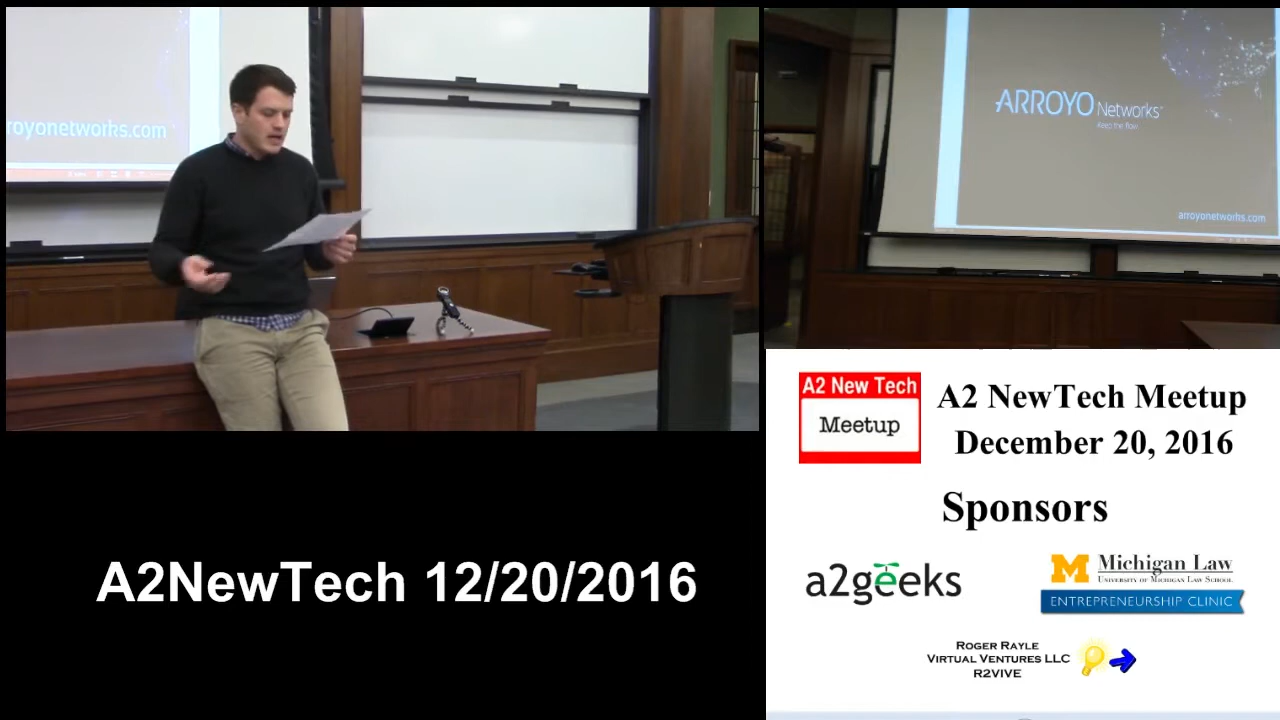 royonetworks.com
ARROYO Networks
Keep the flow
arroyonetworks.com
A2 New Tech
Meetup
A2 NewTech Meetup
December 20, 2016
Sponsors
a2geeks
M Michigan Law
UNIVERSITY OF MICHIGAN LAW SCHOOL
ENTREPRENEURSHIP CLINIC
ROGER RAYLE
VIRTUAL VENTURES LLC
R2VIVE
A2NewTech 12/20/2016